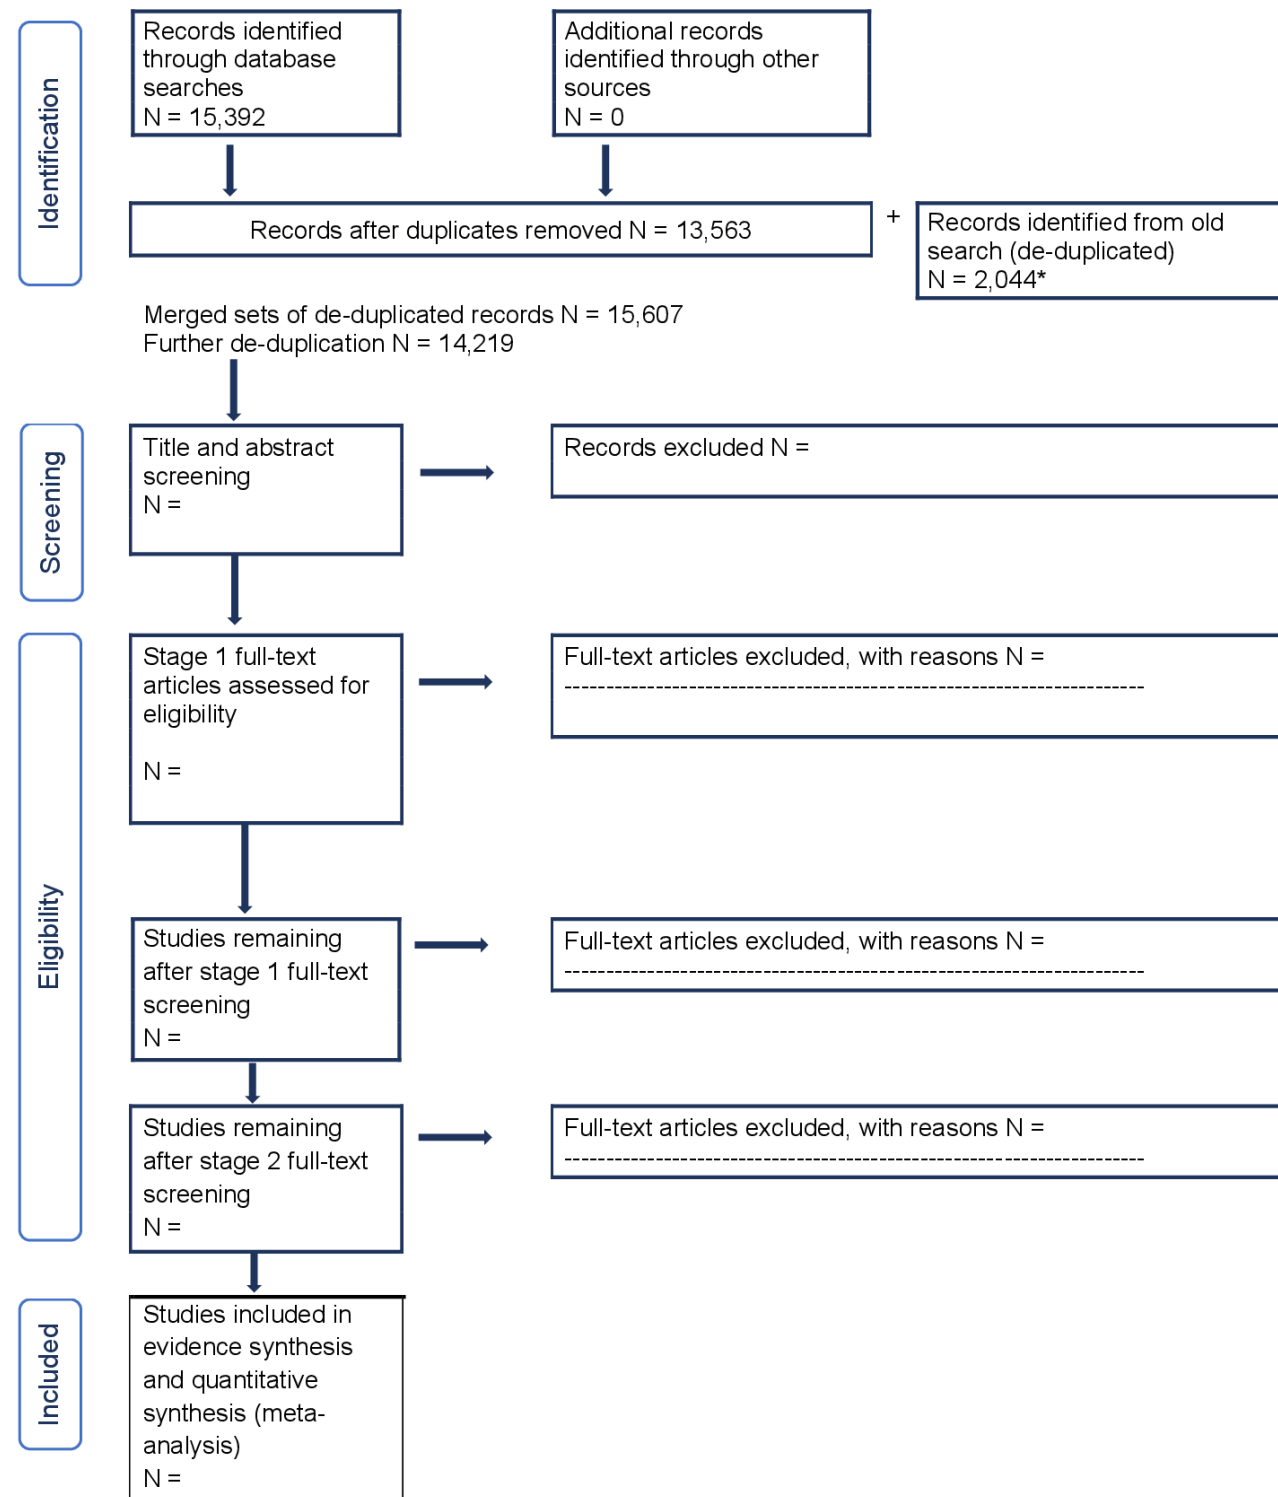 Identification
Records identified
through database
searches
N = 15,392
Additional records
identified through other
sources
N = 0
Records after duplicates removed N = 13,563
+
Records identified from old
search (de-duplicated)
N = 2,044*
Merged sets of de-duplicated records N = 15,607
Further de-duplication N = 14,219
Screening
Title and abstract
screening
N =
Records excluded N =
Eligibility
Stage 1 full-text
articles assessed for
eligibility
N =
Full-text articles excluded, with reasons N =
----------------------------------------------------------------------
Studies remaining
after stage 1 full-text
screening
N =
Full-text articles excluded, with reasons N =
----------------------------------------------------------------------
Studies remaining
after stage 2 full-text
screening
N =
Full-text articles excluded, with reasons N =
----------------------------------------------------------------------
Included
Studies included in
evidence synthesis
and quantitative
synthesis (meta-
analysis)
N =